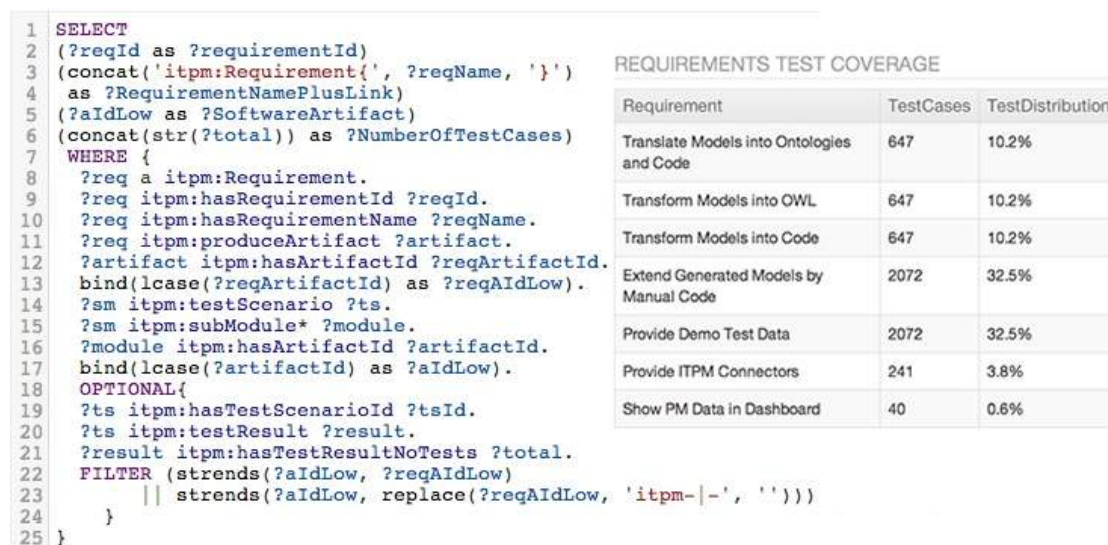 1 SELECT
2 (?reqId as ?requirementId)
3 (concat('itpm:Requirement{', ?reqName, '}')
4 as ?RequirementNamePlusLink)
5 (?aIdLow as ?SoftwareArtifact)
6 (concat(str(?total)) as ?NumberOfTestCases)
7 WHERE {
8 ?req a itpm:Requirement.
9 ?req itpm:hasRequirementId ?reqId.
10 ?req itpm:hasRequirementName ?reqName.
11 ?req itpm:produceArtifact ?artifact.
12 ?artifact itpm:hasArtifactId ?reqArtifactId.
13 bind(lcase(?reqArtifactId) as ?reqAIdLow).
14 ?sm itpm:testScenario ?ts.
15 ?sm itpm:subModule* ?module.
16 ?module itpm:hasArtifactId ?artifactId.
17 bind(lcase(?artifactId) as ?aIdLow).
18 OPTIONAL{
19 ?ts itpm:hasTestScenarioId ?tsId.
20 ?ts itpm:testResult ?result.
21 ?result itpm:hasTestResultNoTests ?total.
22 FILTER (strends(?aIdLow, ?reqAIdLow)
23 || strends(?aIdLow, replace(?reqAIdLow, 'itpm-|-', '')))
24 }
25 }
REQUIREMENTS TEST COVERAGE
Requirement TestCases TestDistribution
Translate Models into Ontologies 647 10.2%
and Code
Transform Models into OWL 647 10.2%
Transform Models into Code 647 10.2%
Extend Generated Models by 2072 32.5%
Manual Code
Provide Demo Test Data 2072 32.5%
Provide ITPM Connectors 241 3.8%
Show PM Data in Dashboard 40 0.6%